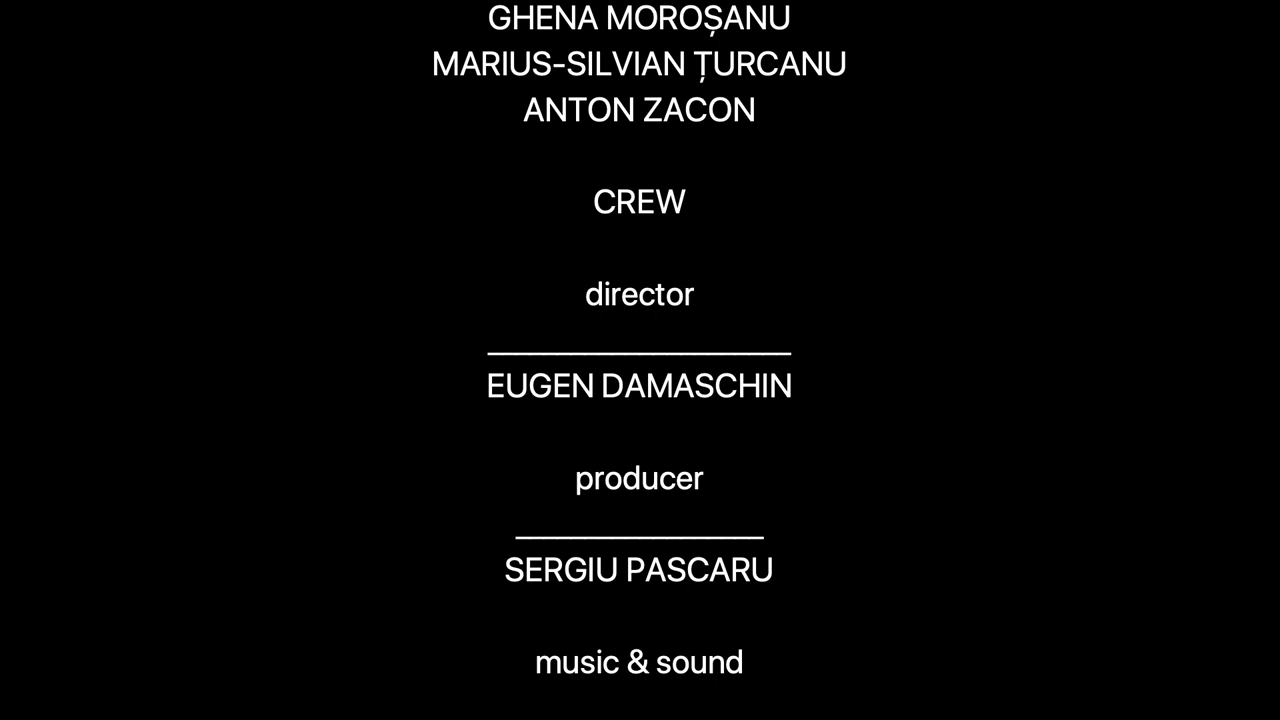 GHENA MOROȘANU
MARIUS-SILVIAN ȚURCANU
ANTON ZACON
CREW
director
EUGEN DAMASCHIN
producer
SERGIU PASCARU
music & sound